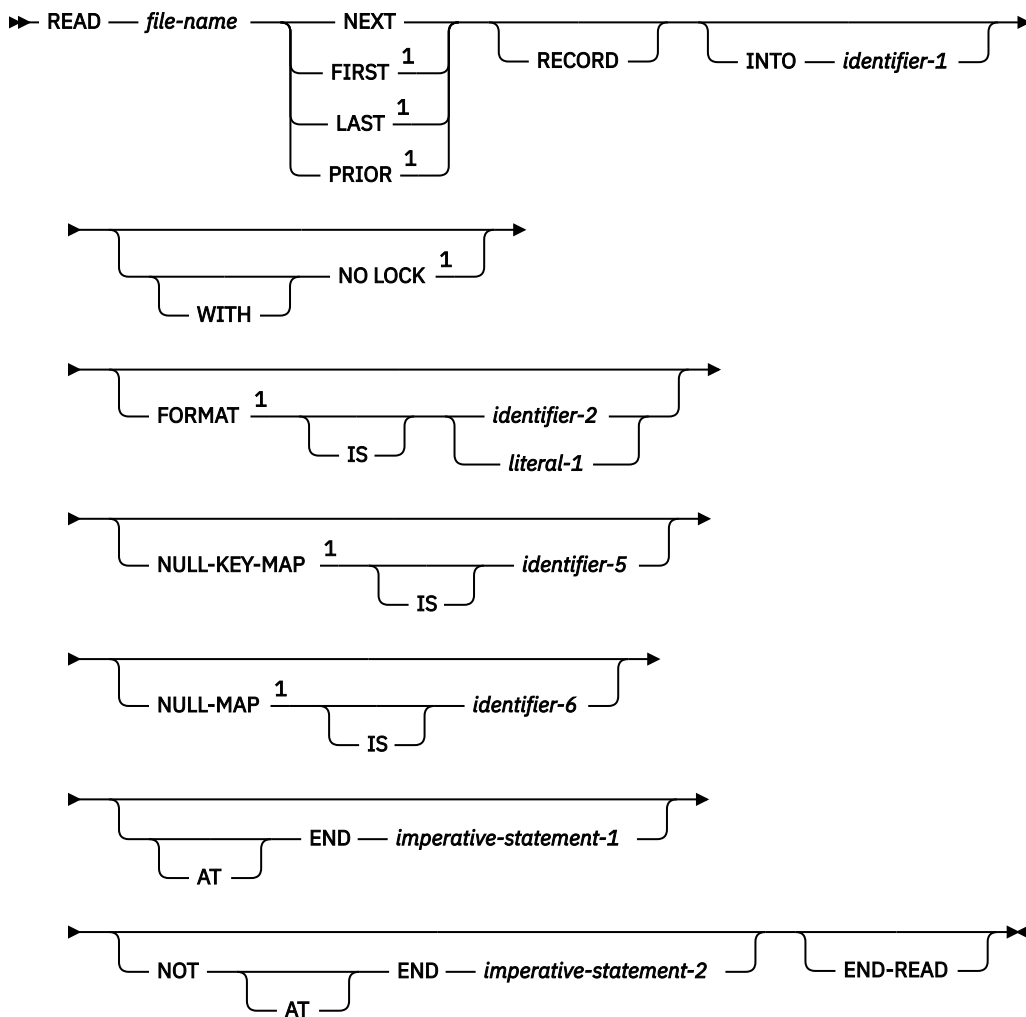 READ file-name NEXT
FIRST 1
RECORD
INTO identifier-1
LAST 1
PRIOR 1
NO LOCK 1
WITH
FORMAT 1 identifier-2
IS literal-1
NULL-KEY-MAP 1 identifier-5
IS
NULL-MAP 1 identifier-6
IS
END imperative-statement-1
AT
NOT END imperative-statement-2 END-READ
AT